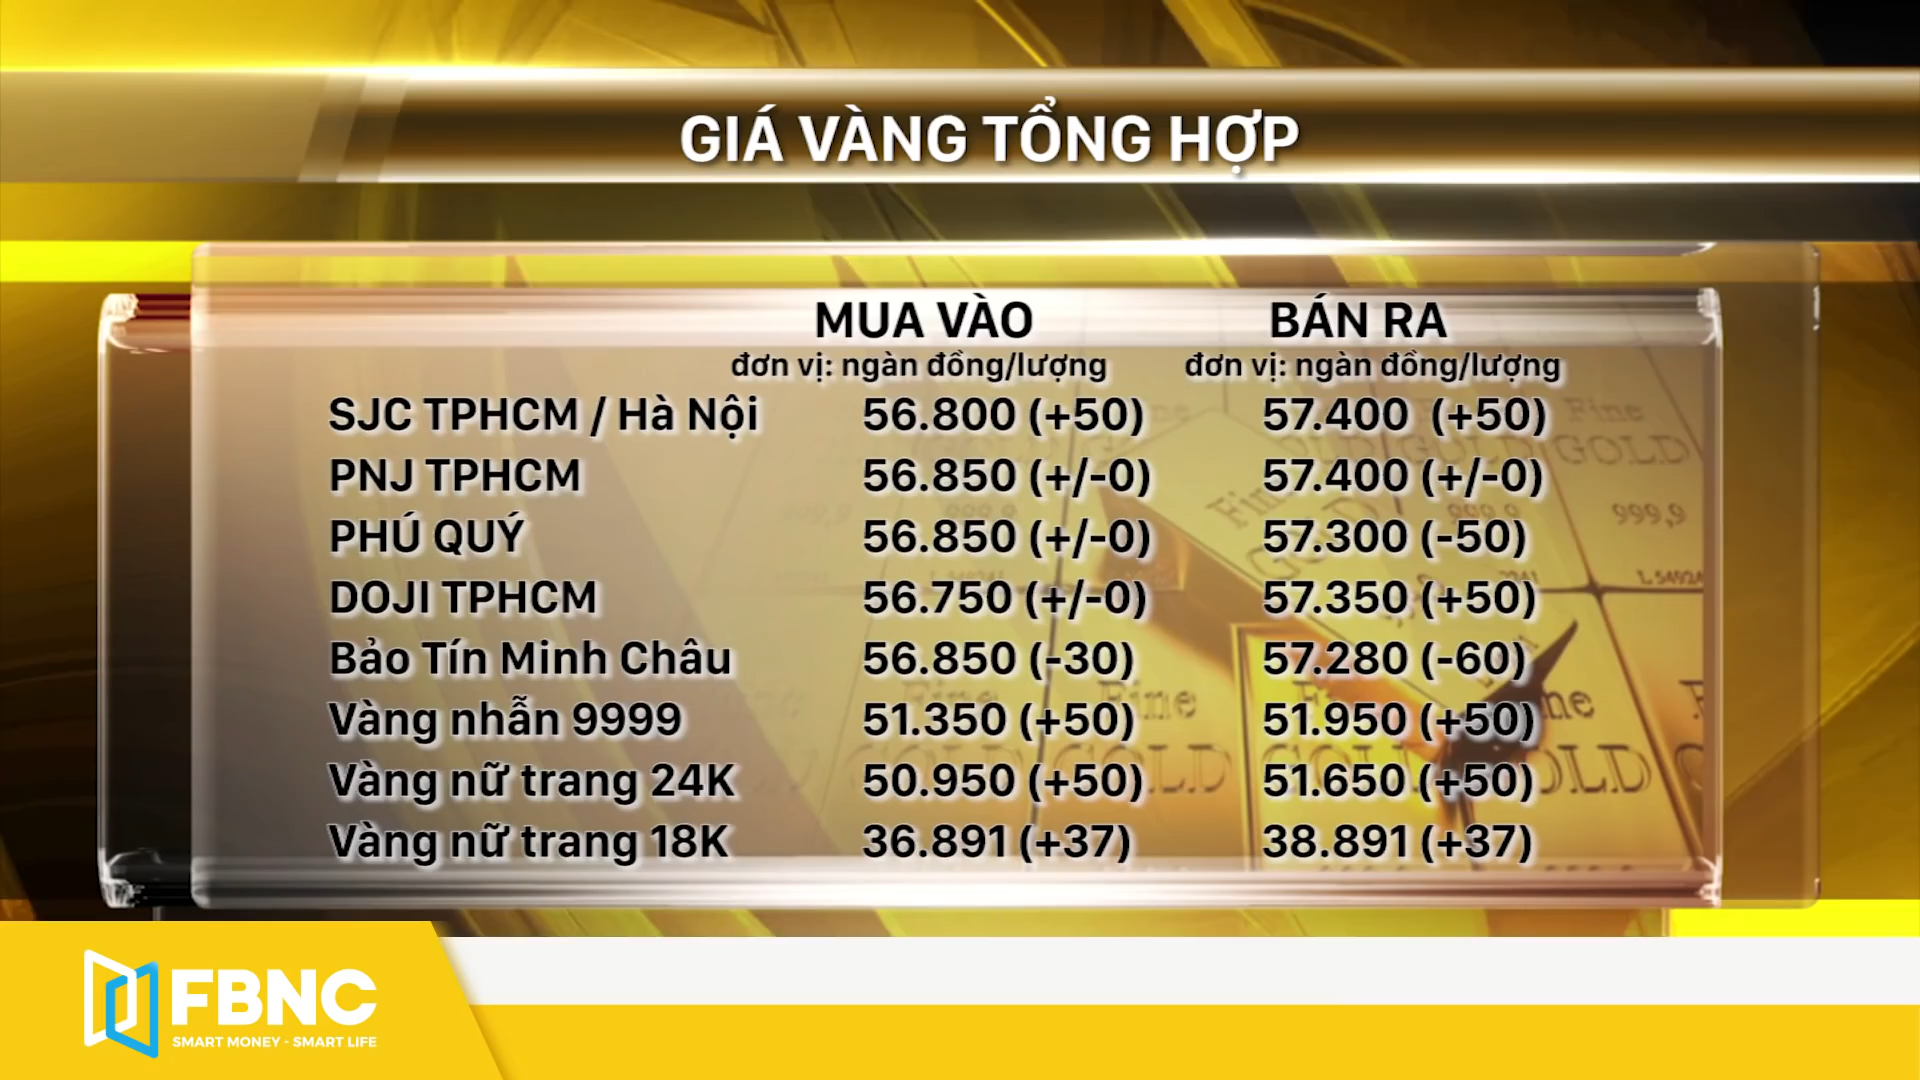 GIÁ VÀNG TỔNG HỢP
MUA VÀO BÁN RA
đơn vị: ngàn đồng/lượng đơn vị: ngàn đồng/lượng
SJC TPHCM / Hà Nội 56.800 (+50) 57.400 (+50)
PNJ TPHCM 56.850 (+/-0) 57.400 (+/-0)
PHÚ QUÝ 56.850 (+/-0) 57.300 (-50)
DOJI TPHCM 56.750 (+/-0) 57.350 (+50)
Bảo Tín Minh Châu 56.850 (-30) 57.280 (-60)
Vàng nhẫn 9999 51.350 (+50) 51.950 (+50)
Vàng nữ trang 24K 50.950 (+50) 51.650 (+50)
Vàng nữ trang 18K 36.891 (+37) 38.891 (+37)
FBNC
SMART MONEY - SMART LIFE